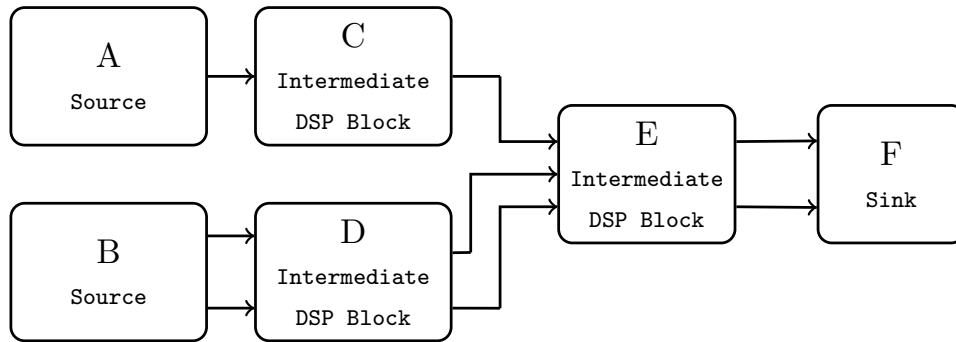 A
Source
C
Intermediate
DSP Block
B
Source
D
Intermediate
DSP Block
E
Intermediate
DSP Block
F
Sink